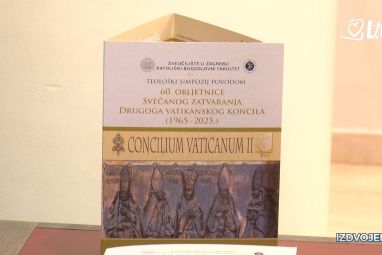 SVEUČILIŠTE U ZAGREBU
KATOLIČKI BOGOSLOVNI FAKULTET
TEOLOŠKI SIMPOZIJ POVODOM
60. OBLJETNICE
SVEČANOG ZATVARANJA
DRUGOGA VATIKANSKOG KONCILA
(1965.-2025.)
CONCILIUM VATICANUM II
IZDVOJE